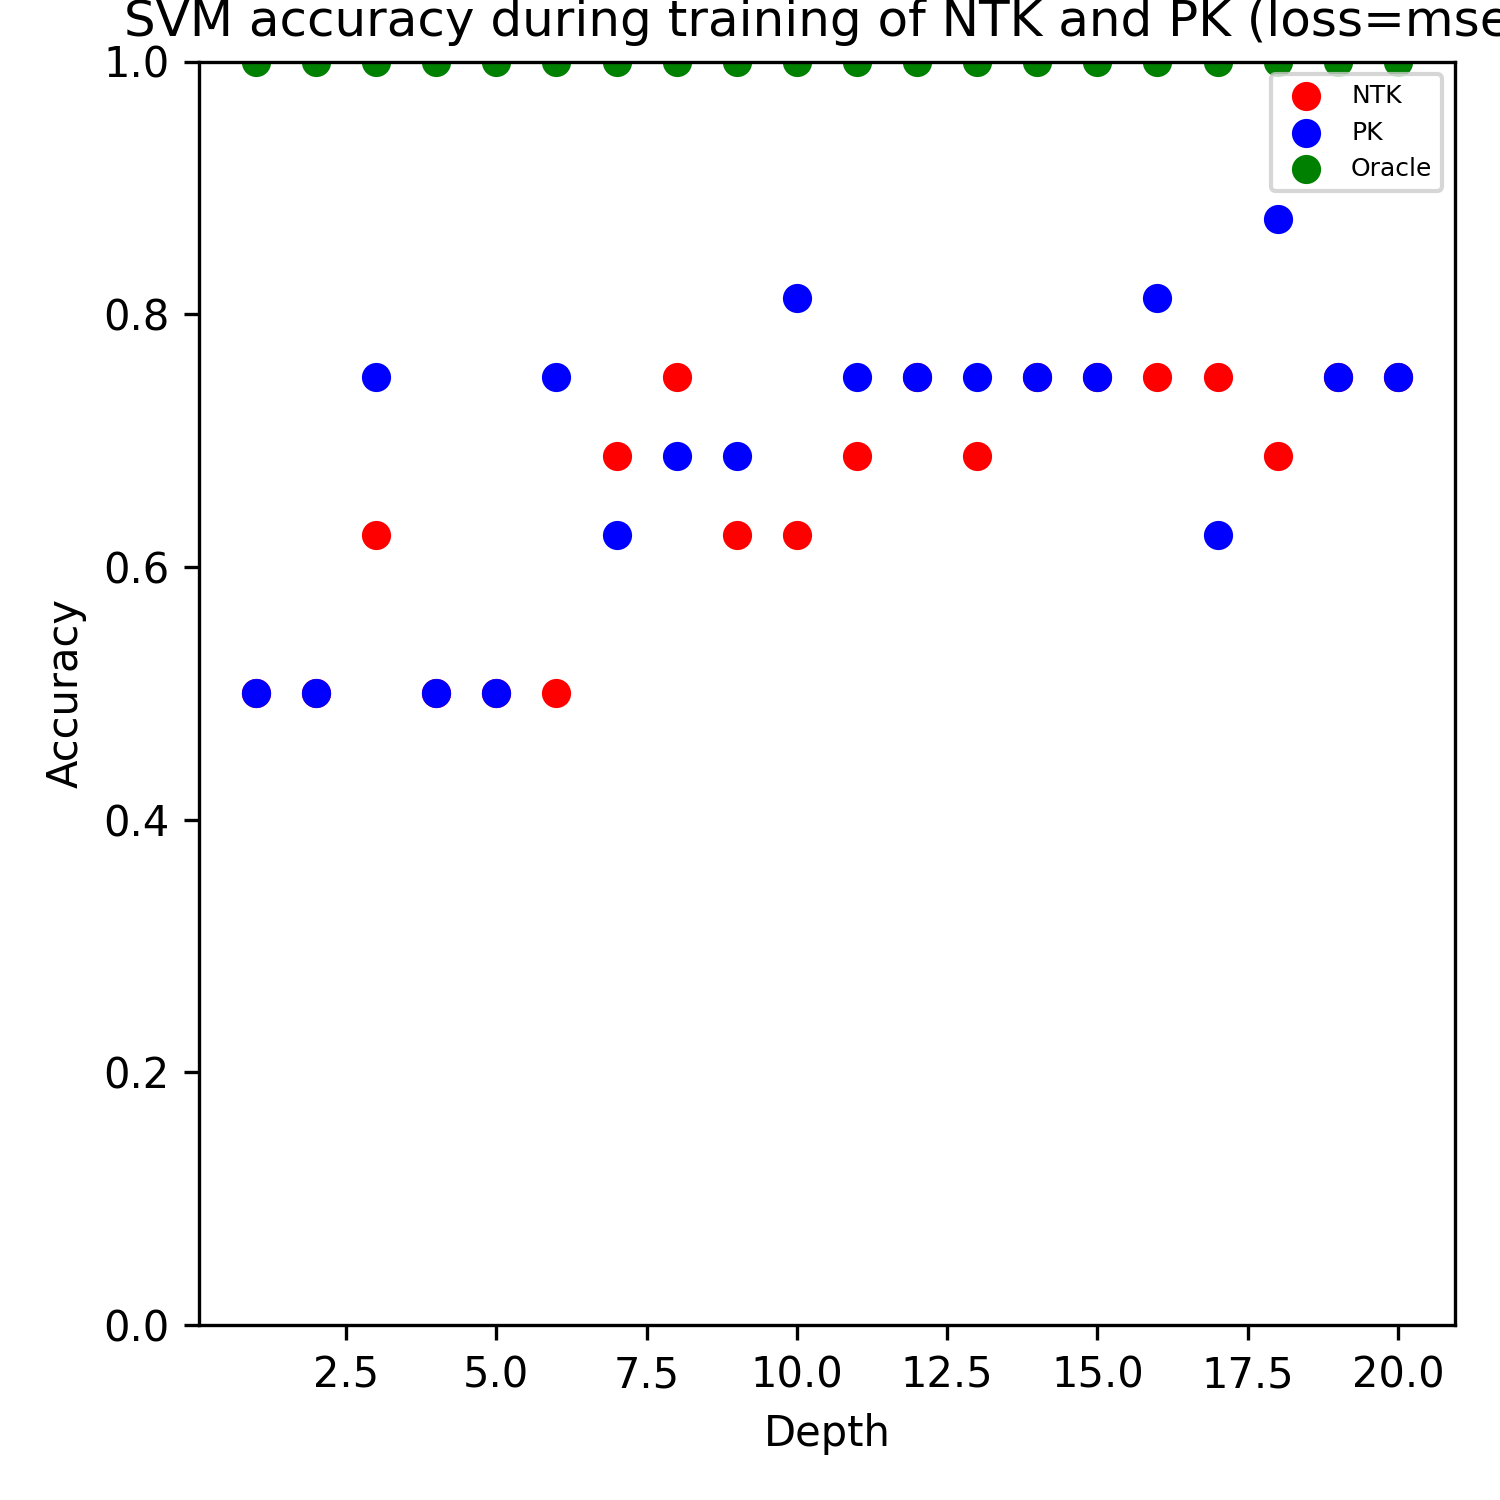 SVM accuracy during training of NTK and PK (loss=mse
1.0
0.8
0.6
0.4
0.2
0.0
Accuracy
NTK
PK
Oracle
2.5 5.0 7.5 10.0 12.5 15.0 17.5 20.0
Depth